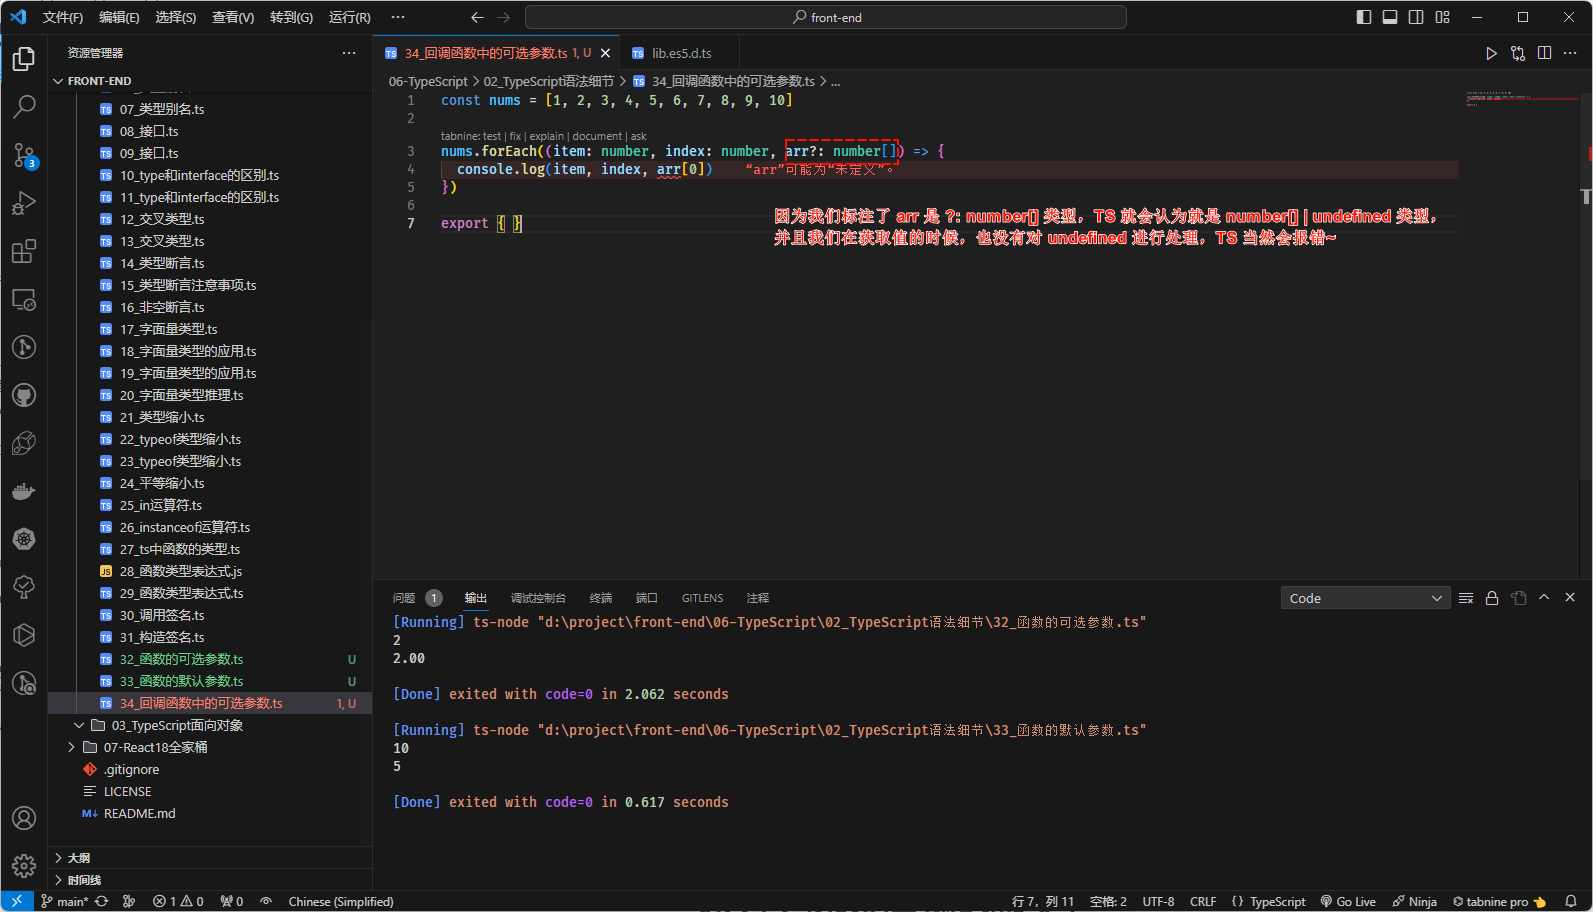 文件(F) 编辑(E) 选择(S) 查看(V) 转到(G) 运行(R) ··· front-end
资源管理器 ···
FRONT-END
07_类型别名.ts
08_接口.ts
09_接口.ts
10_type和interface的区别.ts
11_type和interface的区别.ts
12_交叉类型.ts
13_交叉类型.ts
14_类型断言.ts
15_类型断言注意事项.ts
16_非空断言.ts
17_字面量类型.ts
18_字面量类型的应用.ts
19_字面量类型的应用.ts
20_字面量类型推理.ts
21_类型缩小.ts
22_typeof类型缩小.ts
23_typeof类型缩小.ts
24_平等缩小.ts
25_in运算符.ts
26_instanceof运算符.ts
27_ts中函数的类型.ts
28_函数类型表达式.js
29_函数类型表达式.ts
30_调用签名.ts
31_构造签名.ts
32_函数的可选参数.ts U
33_函数的默认参数.ts U
34_回调函数中的可选参数.ts 1, U
03_TypeScript面向对象
07-React18全家桶
.gitignore
LICENSE
README.md
大纲
时间线
3
34_回调函数中的可选参数.ts 1, U lib.es5.d.ts
06-TypeScript > 02_TypeScript语法细节 > 34_回调函数中的可选参数.ts > ...
1 const nums = [1, 2, 3, 4, 5, 6, 7, 8, 9, 10]
2
tabnine: test | fix | explain | document | ask
3 nums.forEach((item: number, index: number, arr?: number[]) => {
4 console.log(item, index, arr[0]) “arr”可能为“未定义”。
5 })
6
7 export { }
因为我们标注了 arr 是 ?: number[] 类型，TS 就会认为就是 number[] | undefined 类型，
并且我们在获取值的时候，也没有对 undefined 进行处理，TS 当然会报错~
问题 1 输出 调试控制台 终端 端口 GITLENS 注释 Code
[Running] ts-node "d:\project\front-end\06-TypeScript\02_TypeScript语法细节\32_函数的可选参数.ts"
2
2.00
[Done] exited with code=0 in 2.062 seconds
[Running] ts-node "d:\project\front-end\06-TypeScript\02_TypeScript语法细节\33_函数的默认参数.ts"
10
5
[Done] exited with code=0 in 0.617 seconds
main* 1 0 0 Chinese (Simplified) 行 7，列 11 空格: 2 UTF-8 CRLF { } TypeScript Go Live Ninja tabnine pro